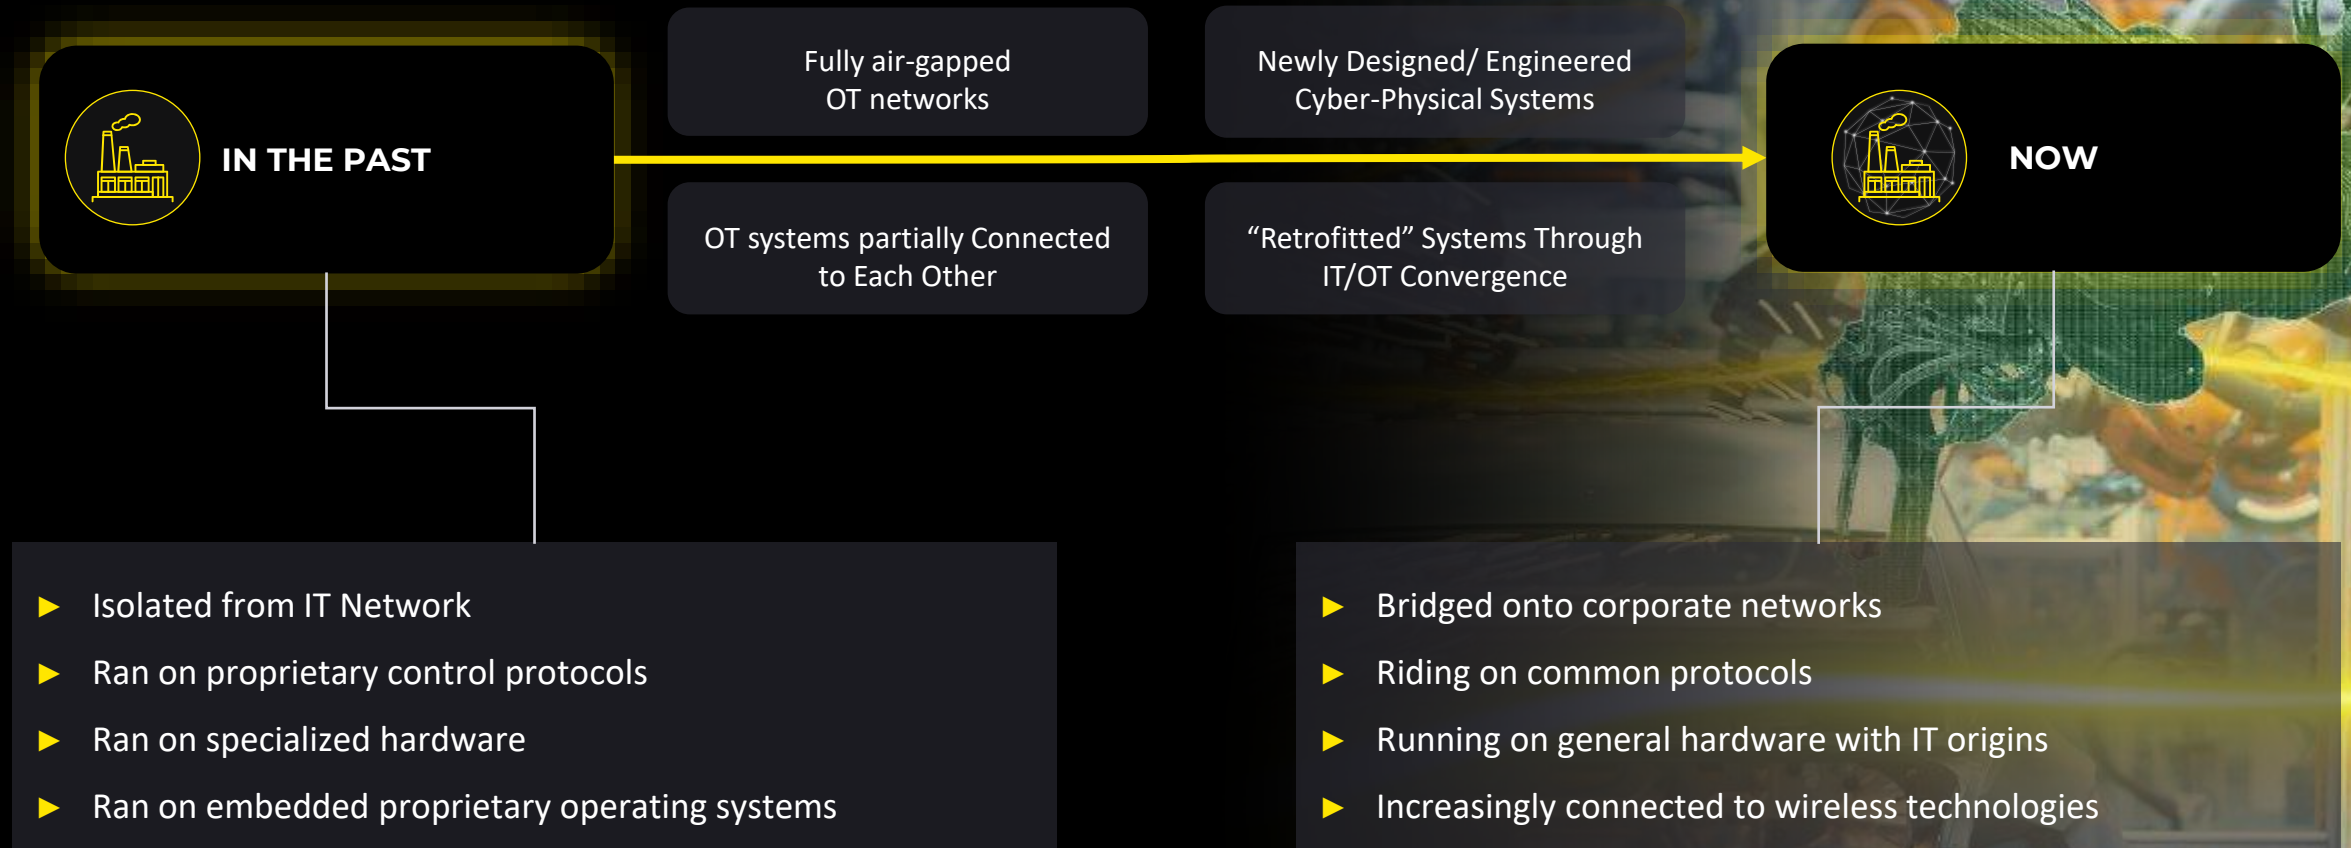 IN THE PAST
Fully air-gapped
OT networks
Newly Designed/ Engineered
Cyber-Physical Systems
OT systems partially Connected
to Each Other
“Retrofitted” Systems Through
IT/OT Convergence
NOW
► Isolated from IT Network
► Ran on proprietary control protocols
► Ran on specialized hardware
► Ran on embedded proprietary operating systems
► Bridged onto corporate networks
► Riding on common protocols
► Running on general hardware with IT origins
► Increasingly connected to wireless technologies